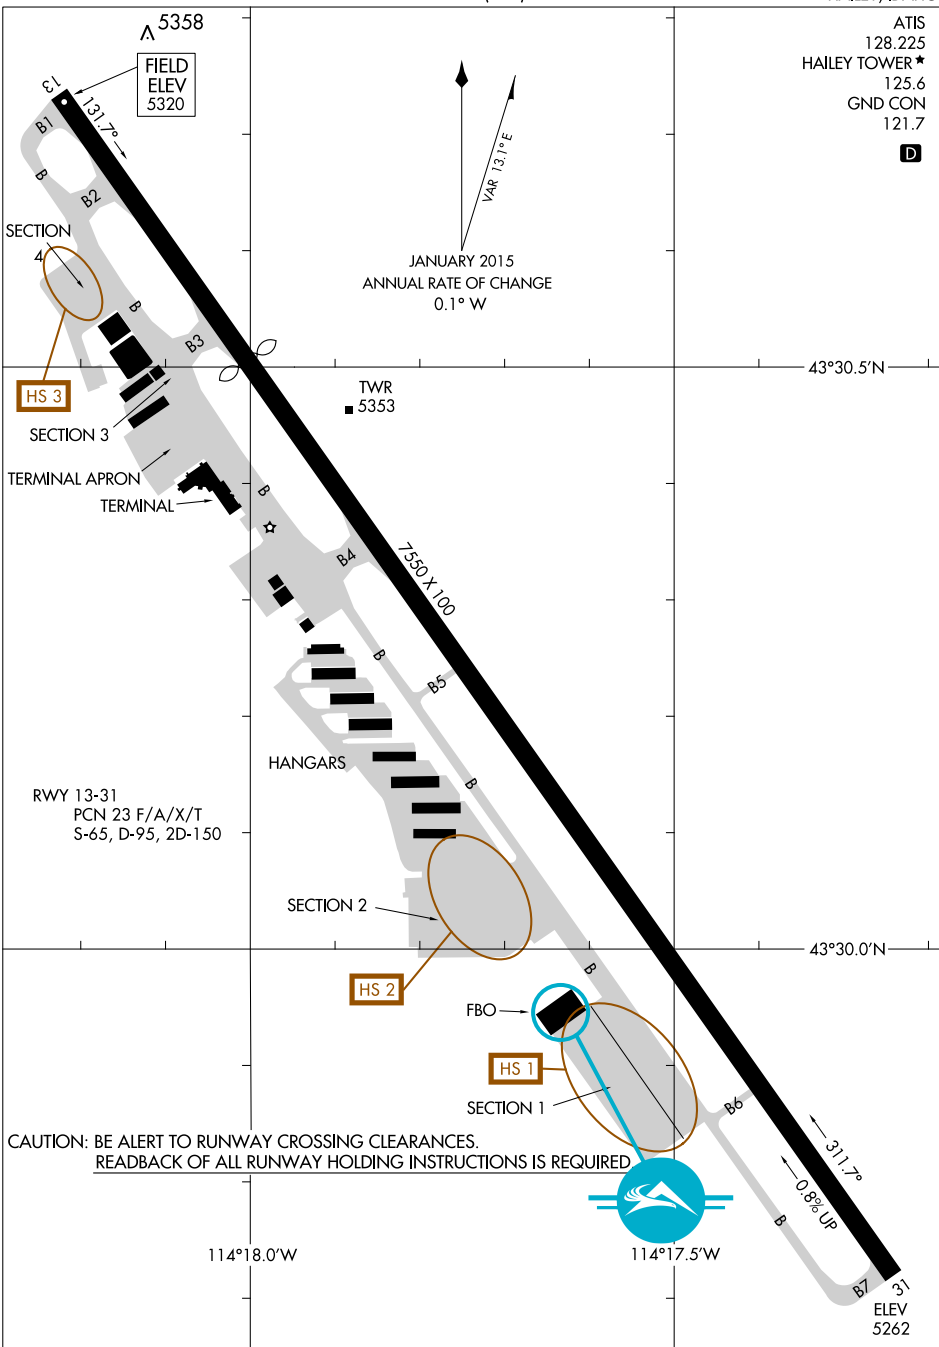 5358
ATIS
128.225
HAILEY TOWER★
125.6
GND CON
121.7
D
FIELD
ELEV
5320
13
131.7°
B1
B
B2
VAR 13.1° E
SECTION
4
JANUARY 2015
ANNUAL RATE OF CHANGE
0.1° W
B
B3
43°30.5'N
HS 3
TWR
5353
SECTION 3
TERMINAL APRON
TERMINAL
B
B4
7550 X 100
B
B5
HANGARS
B
RWY 13-31
PCN 23 F/A/X/T
S-65, D-95, 2D-150
SECTION 2
43°30.0'N
B
HS 2
FBO
HS 1
SECTION 1
B6
CAUTION: BE ALERT TO RUNWAY CROSSING CLEARANCES.
READBACK OF ALL RUNWAY HOLDING INSTRUCTIONS IS REQUIRED.
311.7°
0.8% UP
B
114°18.0'W
114°17.5'W
B7
31
ELEV
5262